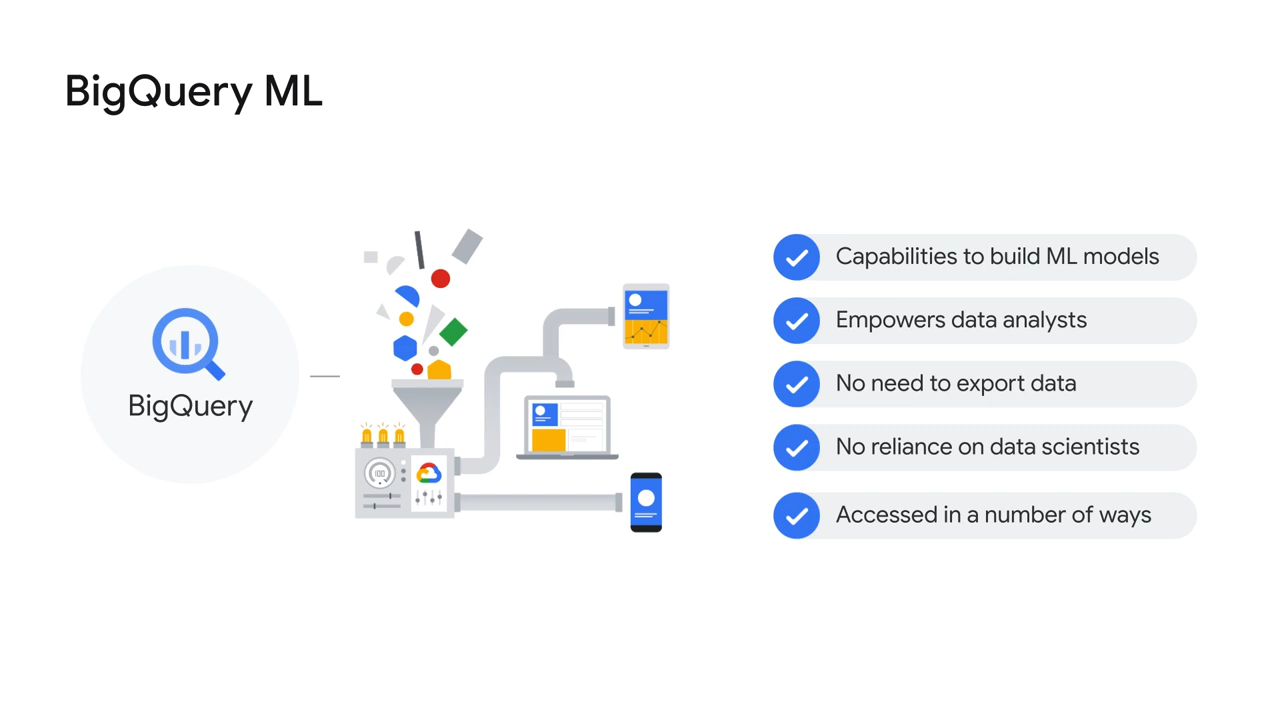 BigQuery ML
BigQuery
Capabilities to build ML models
Empowers data analysts
No need to export data
No reliance on data scientists
Accessed in a number of ways